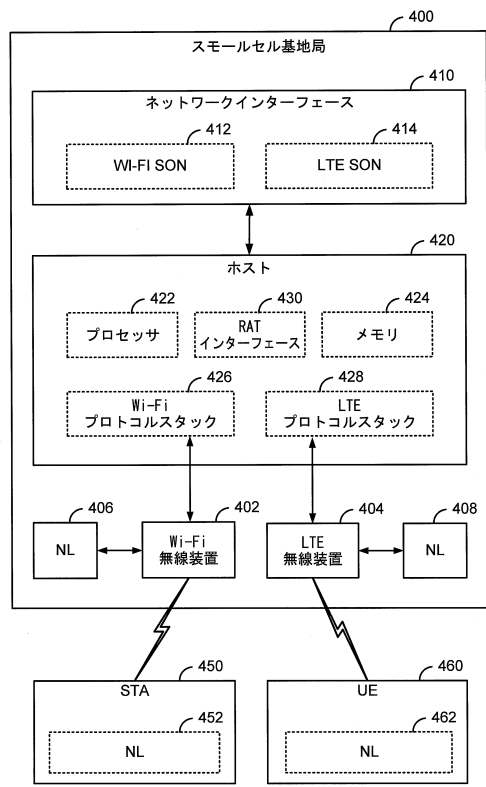 400
スモールセル基地局
410
ネットワークインターフェース
412
414
WI-FI SON
LTE SON
420
ホスト
422
430
424
プロセッサ
RAT
インターフェース
メモリ
426
428
Wi-Fi
プロトコルスタック
LTE
プロトコルスタック
406
402
404
408
NL
Wi-Fi
無線装置
LTE
無線装置
NL
450
460
STA
UE
452
462
NL
NL